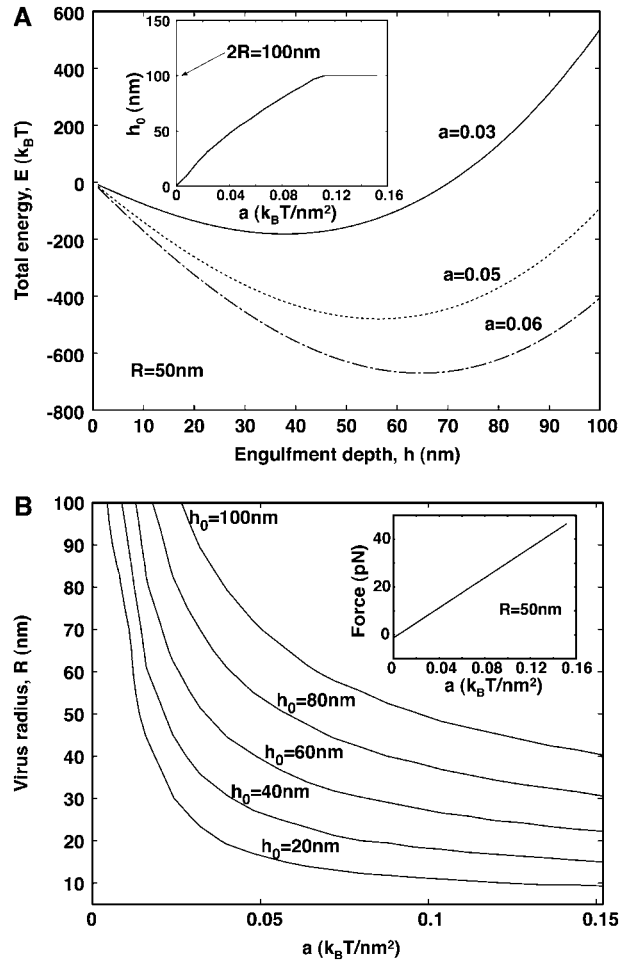 A
600
400
200
0
-200
-400
-600
-800
Total energy, E (kBT)
150
100
50
0
h0 (nm)
2R=100nm
0
0.04
0.08
0.12
0.16
a (kBT/nm²)
a=0.03
a=0.05
a=0.06
R=50nm
0
10
20
30
40
50
60
70
80
90
100
Engulfment depth, h (nm)
B
100
90
80
70
60
50
40
30
20
10
Virus radius, R (nm)
h0=100nm
h0=80nm
h0=60nm
h0=40nm
h0=20nm
40
20
0
Force (pN)
R=50nm
0
0.04
0.08
0.12
0.16
a (kBT/nm²)
0
0.05
0.1
0.15
a (kBT/nm²)